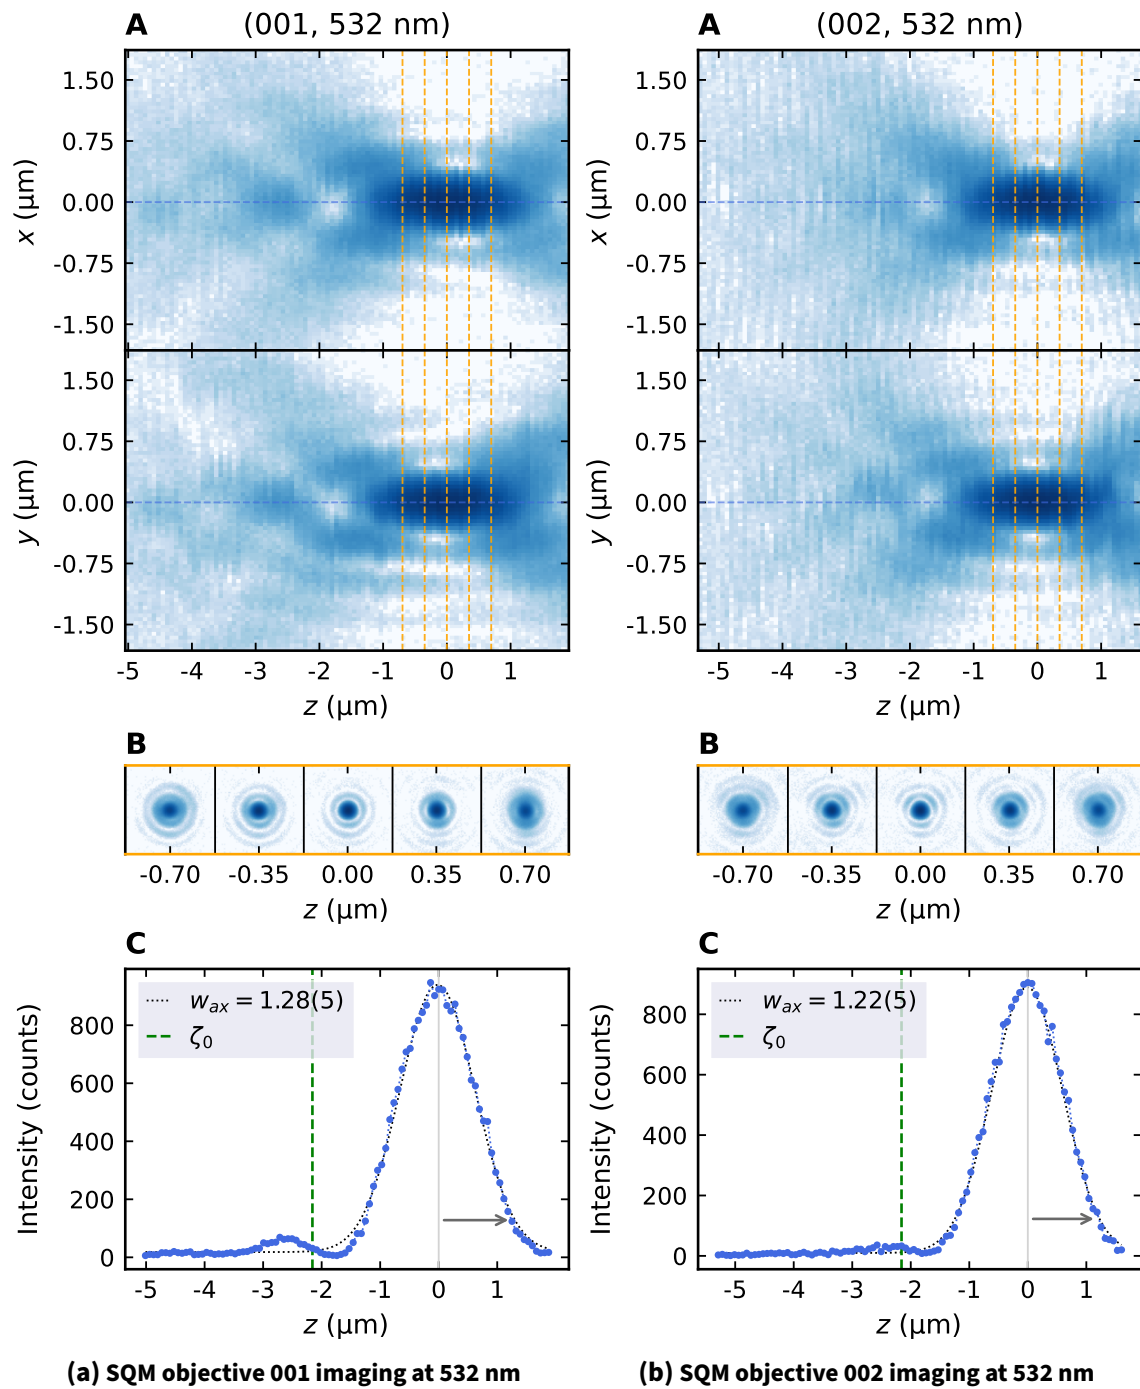 A (001, 532 nm)
1.50
0.75
0.00
-0.75
-1.50
x (µm)
1.50
0.75
0.00
-0.75
-1.50
y (µm)
-5 -4 -3 -2 -1 0 1
z (µm)
B
-0.70 -0.35 0.00 0.35 0.70
z (µm)
C
w_ax = 1.28(5)
ζ₀
800
600
400
200
0
Intensity (counts)
-5 -4 -3 -2 -1 0 1
z (µm)
(a) SQM objective 001 imaging at 532 nm
A (002, 532 nm)
1.50
0.75
0.00
-0.75
-1.50
x (µm)
1.50
0.75
0.00
-0.75
-1.50
y (µm)
-5 -4 -3 -2 -1 0 1
z (µm)
B
-0.70 -0.35 0.00 0.35 0.70
z (µm)
C
w_ax = 1.22(5)
ζ₀
800
600
400
200
0
Intensity (counts)
-5 -4 -3 -2 -1 0 1
z (µm)
(b) SQM objective 002 imaging at 532 nm